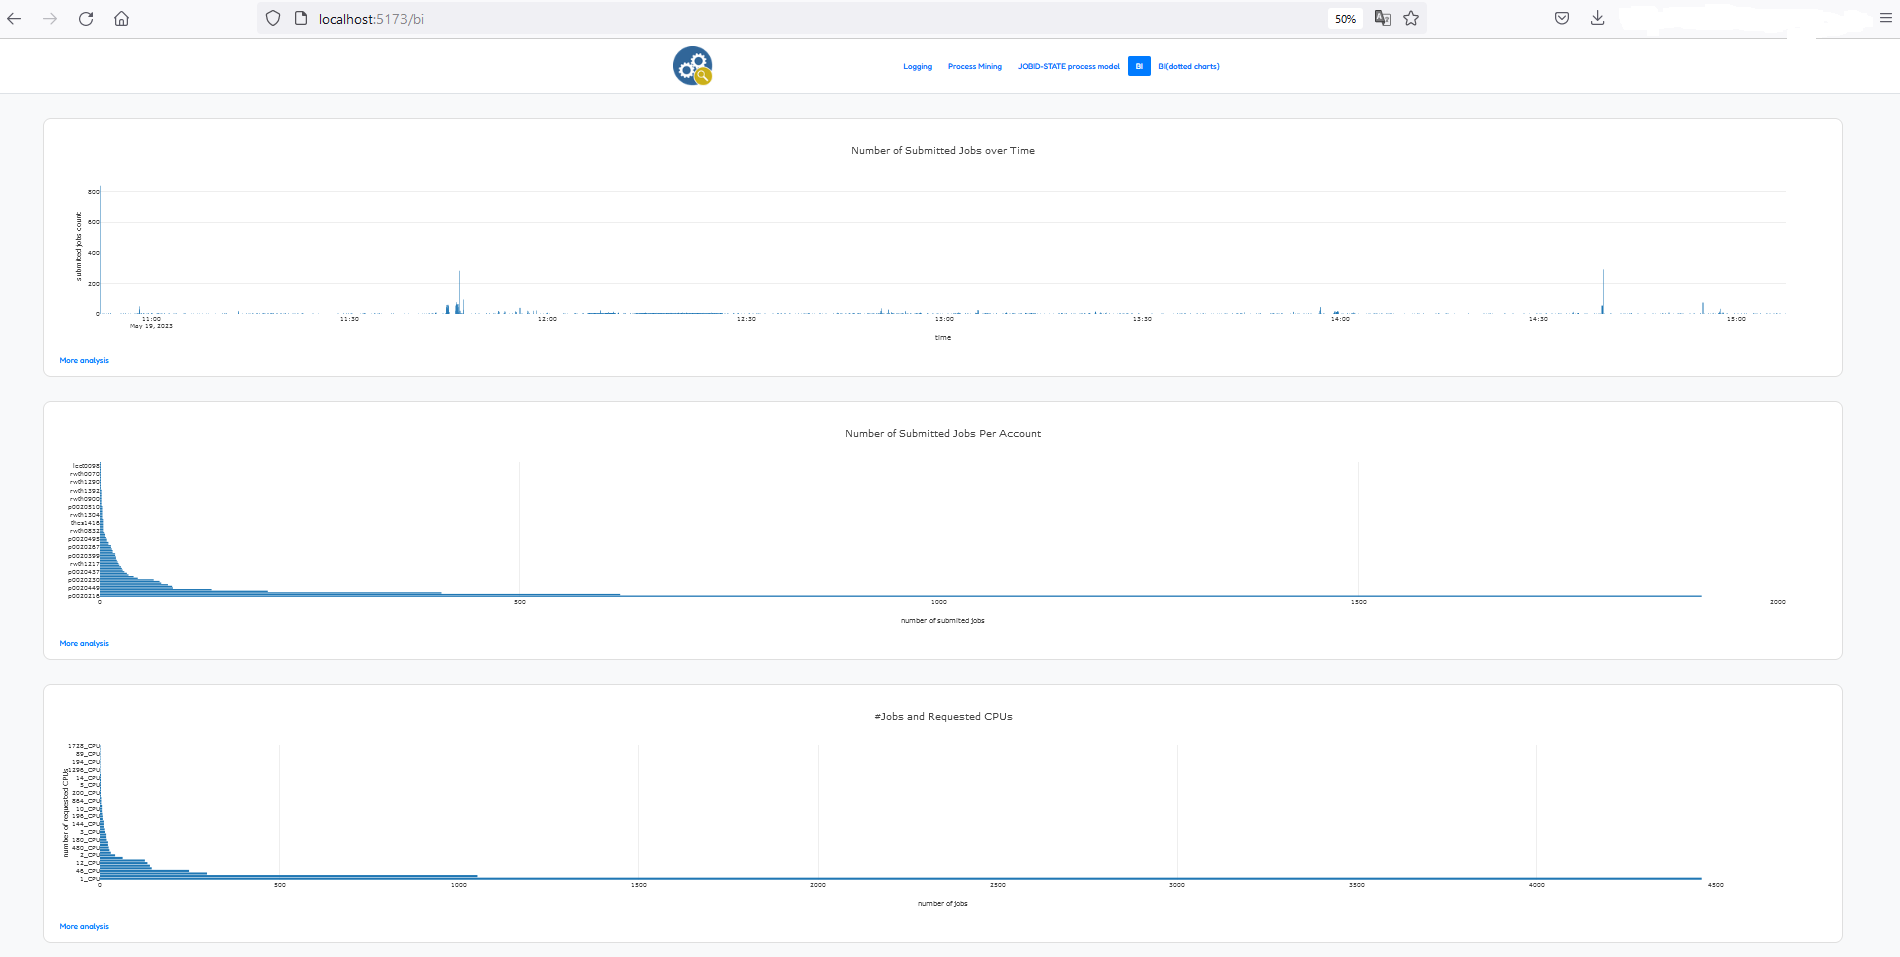 localhost:5173/bi
50%
Logging Process Mining JOBID-STATE process model BI BI(dotted charts)
Number of Submitted Jobs over Time
submitted jobs count
800
600
400
200
0
11:00 11:30 12:00 12:30 13:00 13:30 14:00 14:30 15:00
May 19, 2023
time
More analysis
Number of Submitted Jobs Per Account
lect0098
rwth0070
rwth1290
rwth1392
rwth0900
p0020510
rwth1304
thes1416
rwth0832
p0020495
p0020287
p0020399
rwth1217
p0020437
p0020230
p0020449
p0020216
0 500 1000 1500 2000
number of submited jobs
More analysis
#Jobs and Requested CPUs
number of requested CPUs
1728_CPU
89_CPU
194_CPU
1296_CPU
14_CPU
5_CPU
200_CPU
864_CPU
10_CPU
196_CPU
144_CPU
3_CPU
180_CPU
480_CPU
2_CPU
12_CPU
48_CPU
1_CPU
0 500 1000 1500 2000 2500 3000 3500 4000 4500
number of jobs
More analysis